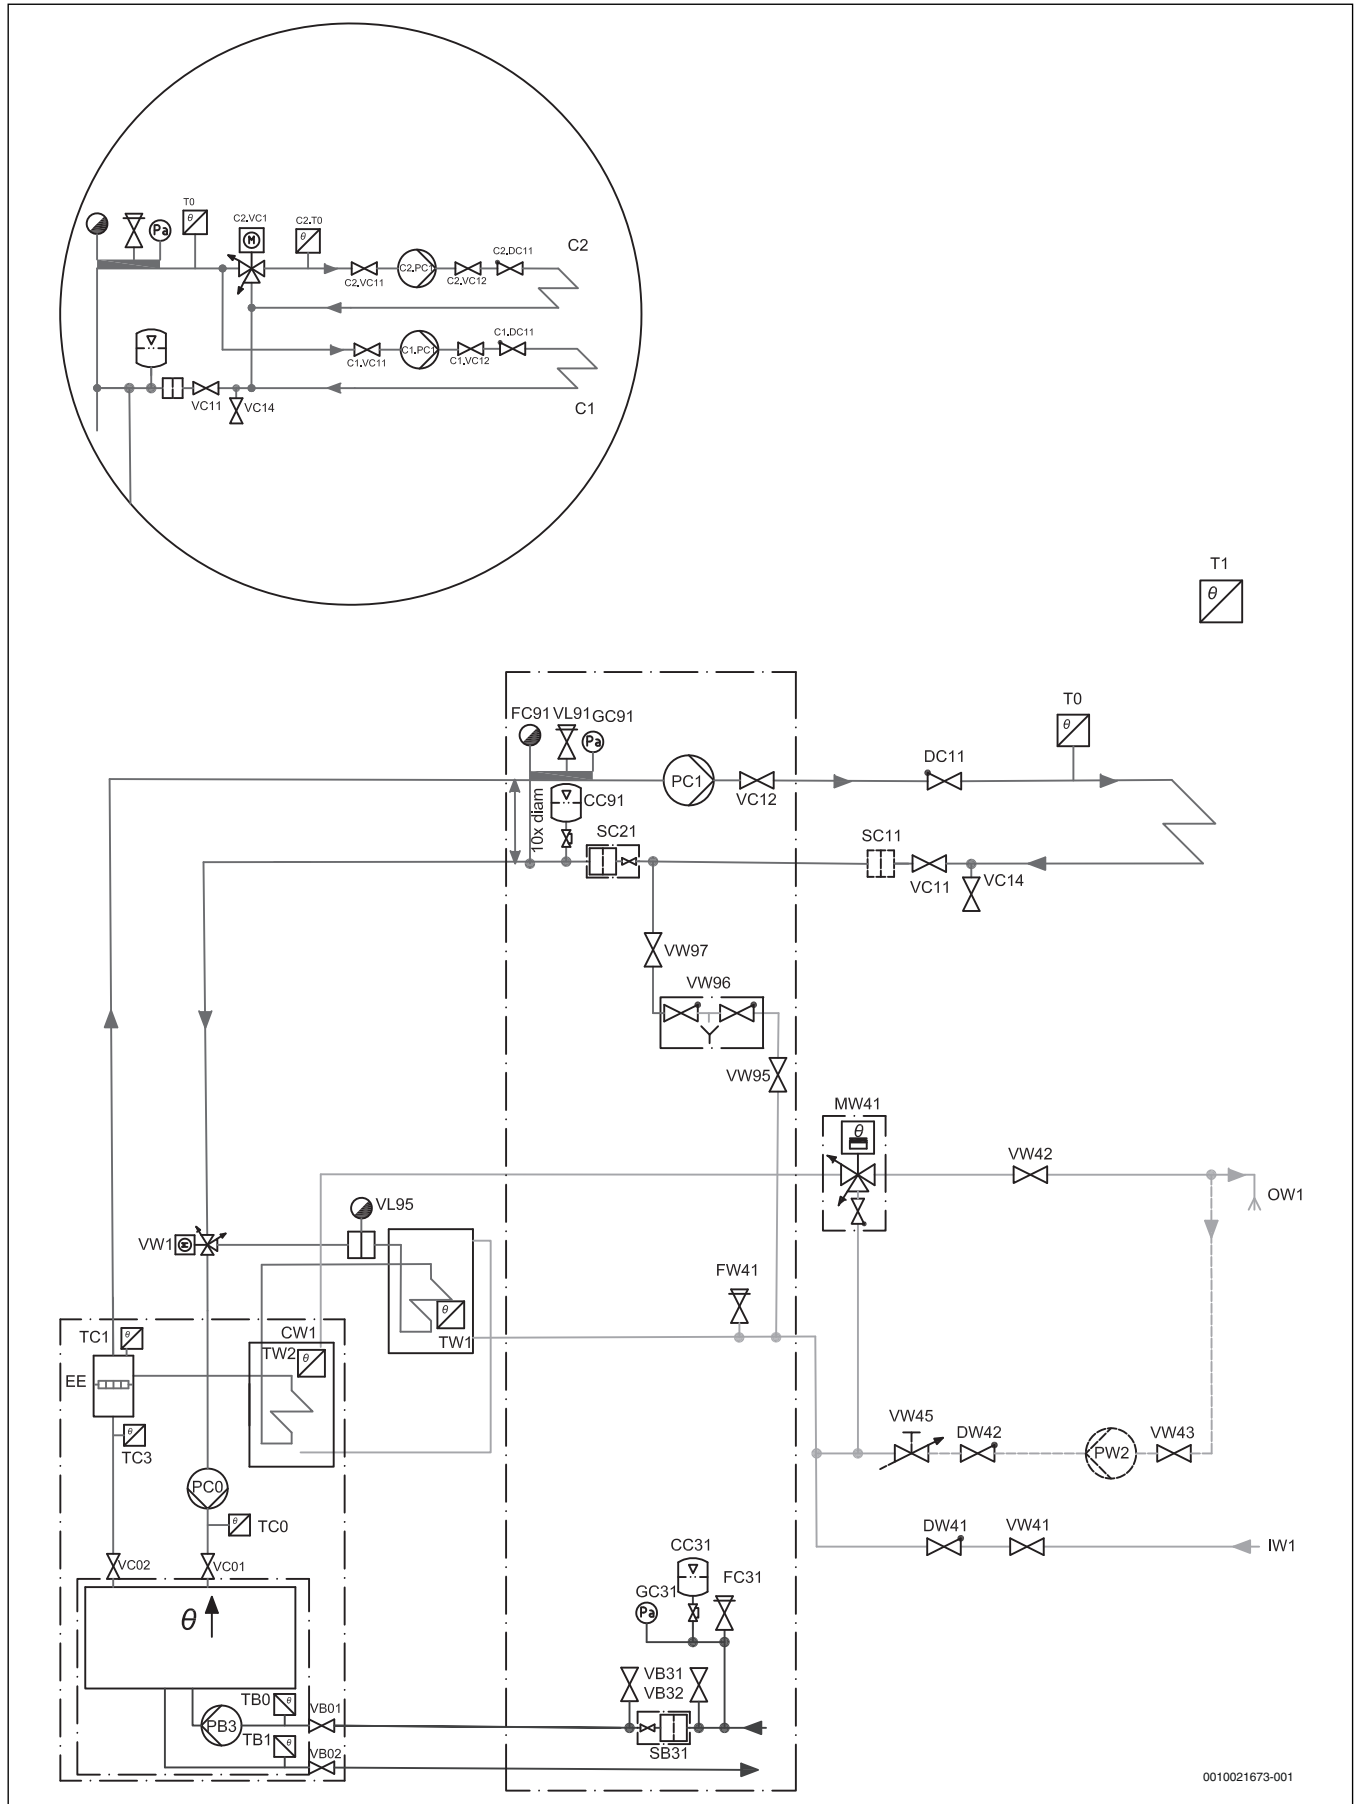 T0
C2.VC1
C2.T0
θ
M
θ
Pa
C2.DC11
C2
C2.VC11
C2.PC1
C2.VC12
C1.DC11
C1.PC1
C1.VC11
C1.VC12
VC11
VC14
C1
T1
θ
FC91 VL91 GC91
Pa
T0
θ
DC11
PC1
VC12
10x diam
CC91
SC21
SC11
VC11
VC14
VW97
VW96
VW95
MW41
θ
VW42
OW1
VL95
VW1
M
FW41
θ
TW1
TC1
θ
CW1
TW2
θ
EE
θ
TC3
VW45
DW42
PW2
VW43
PC0
θ
TC0
DW41
VW41
IW1
VC02
VC01
CC31
GC31
FC31
Pa
θ
VB31
VB32
TB0
θ
VB01
PB3
TB1
θ
VB02
SB31
0010021673-001